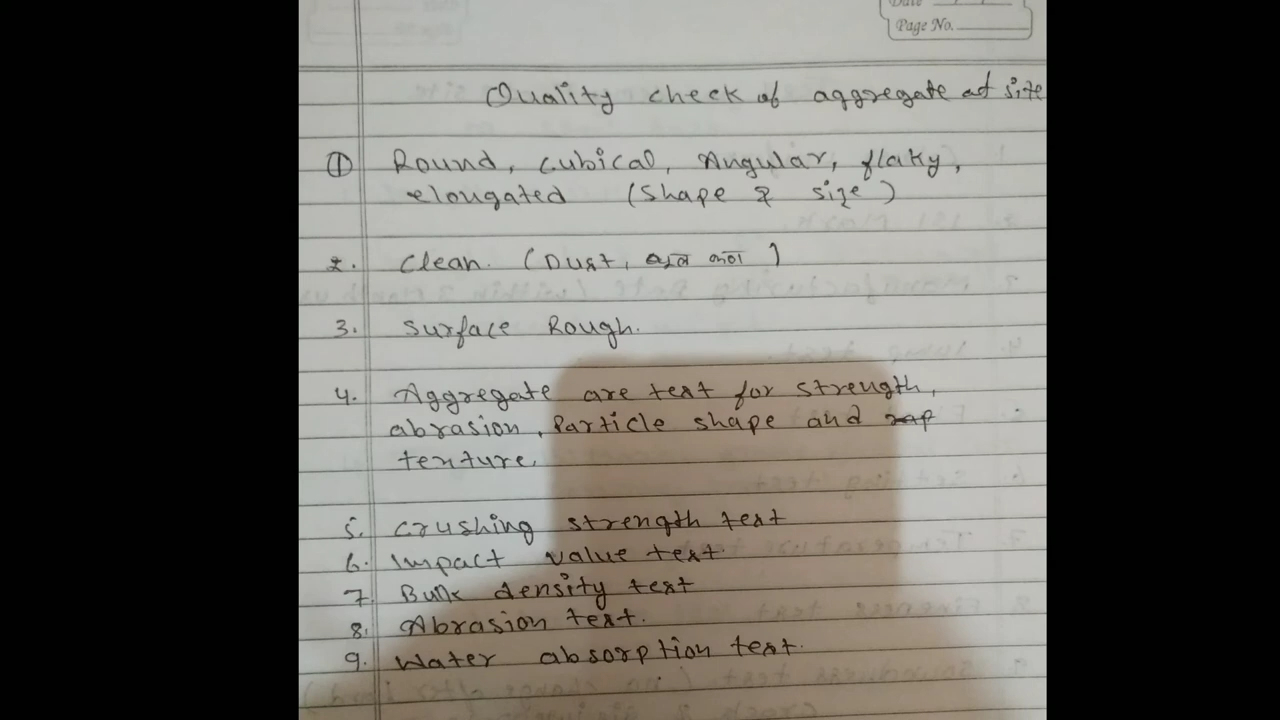 Date
Page No.
Quality check of aggregate at site
① Round, cubical, Angular, flaky,
elougated (Shape & size)
2. Clean. (Dust,
3. Surface Rough.
4. Aggregate are test for strength,
abrasion, Particle shape and
texture.
5. Crushing strength test
6. Impact value test.
7. Bulk density test
8. Abrasion test.
9. Water absorption test.